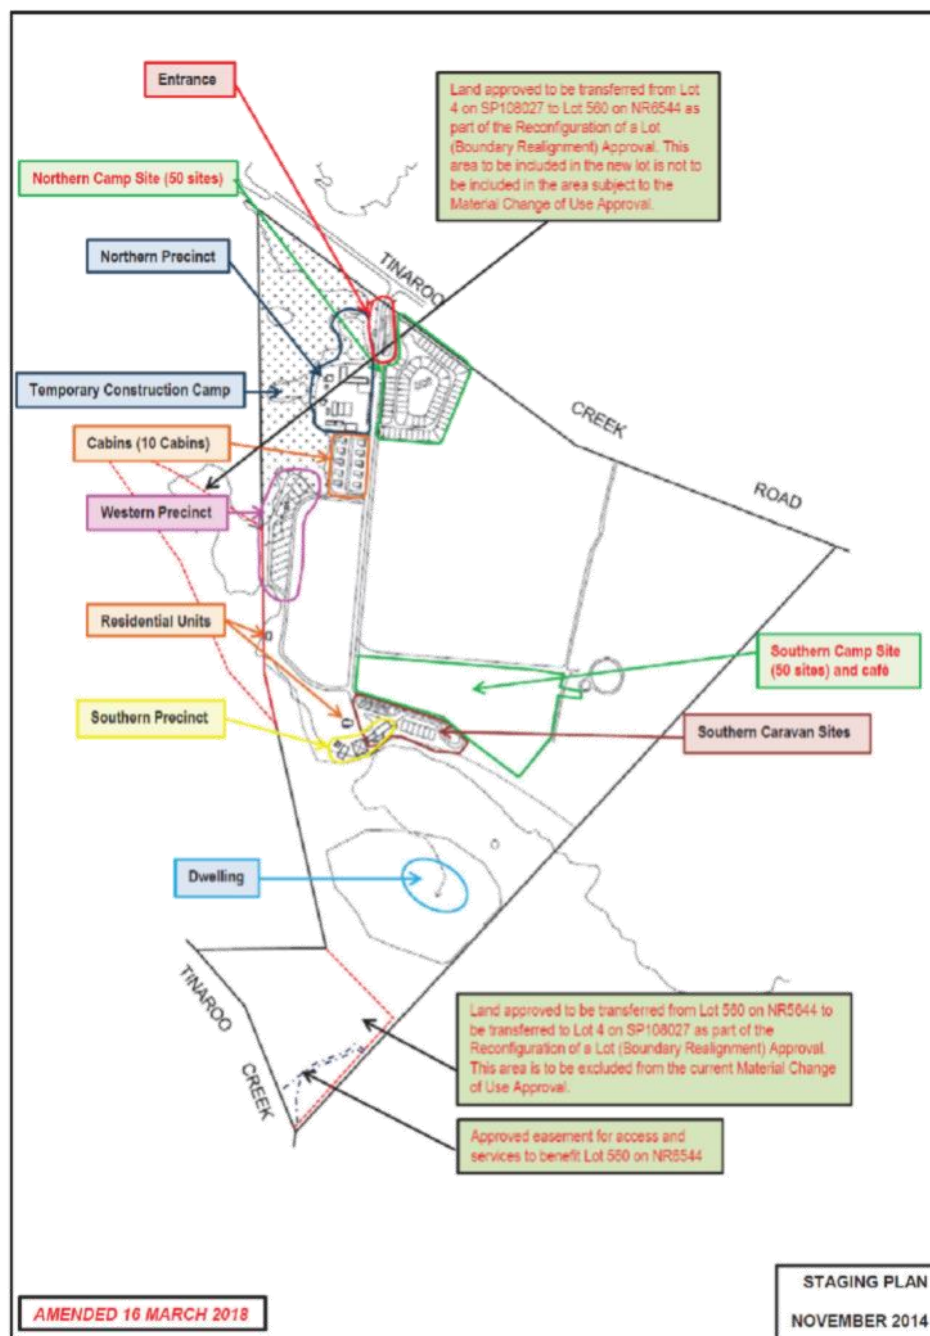 Entrance
Land approved to be transferred from Lot
4 on SP108027 to Lot 560 on NR6544 as
part of the Reconfiguration of a Lot
(Boundary Realignment) Approval. This
area to be included in the new lot is not to
be included in the area subject to the
Material Change of Use Approval.
Northern Camp Site (50 sites)
Northern Precinct
TINAROO
Temporary Construction Camp
CREEK
Cabins (10 Cabins)
ROAD
Western Precinct
Residential Units
Southern Camp Site
(50 sites) and café
Southern Precinct
Southern Caravan Sites
Dwelling
TINAROO
CREEK
Land approved to be transferred from Lot 560 on NR5644 to
be transferred to Lot 4 on SP108027 as part of the
Reconfiguration of a Lot (Boundary Realignment) Approval.
This area is to be excluded from the current Material Change
of Use Approval.
Approved easement for access and
services to benefit Lot 560 on NR6544
AMENDED 16 MARCH 2018
STAGING PLAN
NOVEMBER 2014